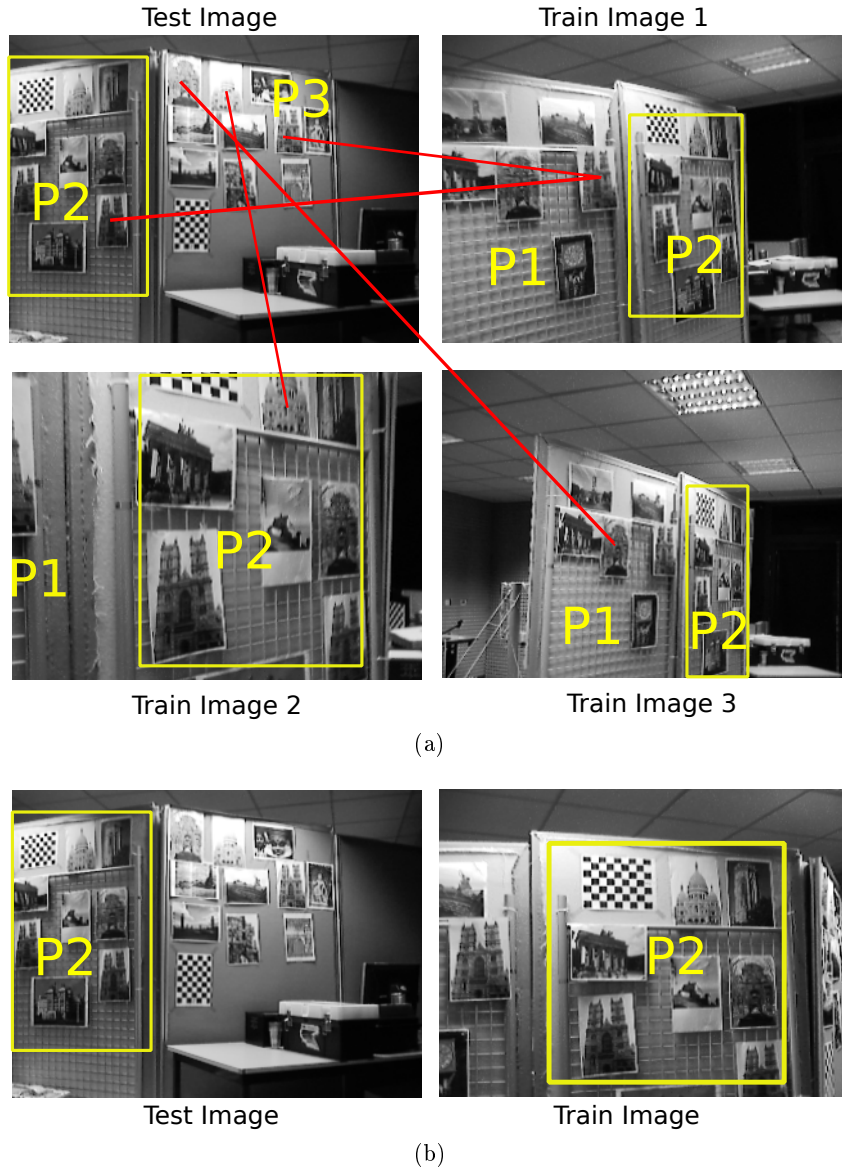 Test Image
Train Image 1
P3
P2
P1
P2
P2
P1
P1
P2
Train Image 2
Train Image 3
(a)
P2
P2
Test Image
Train Image
(b)